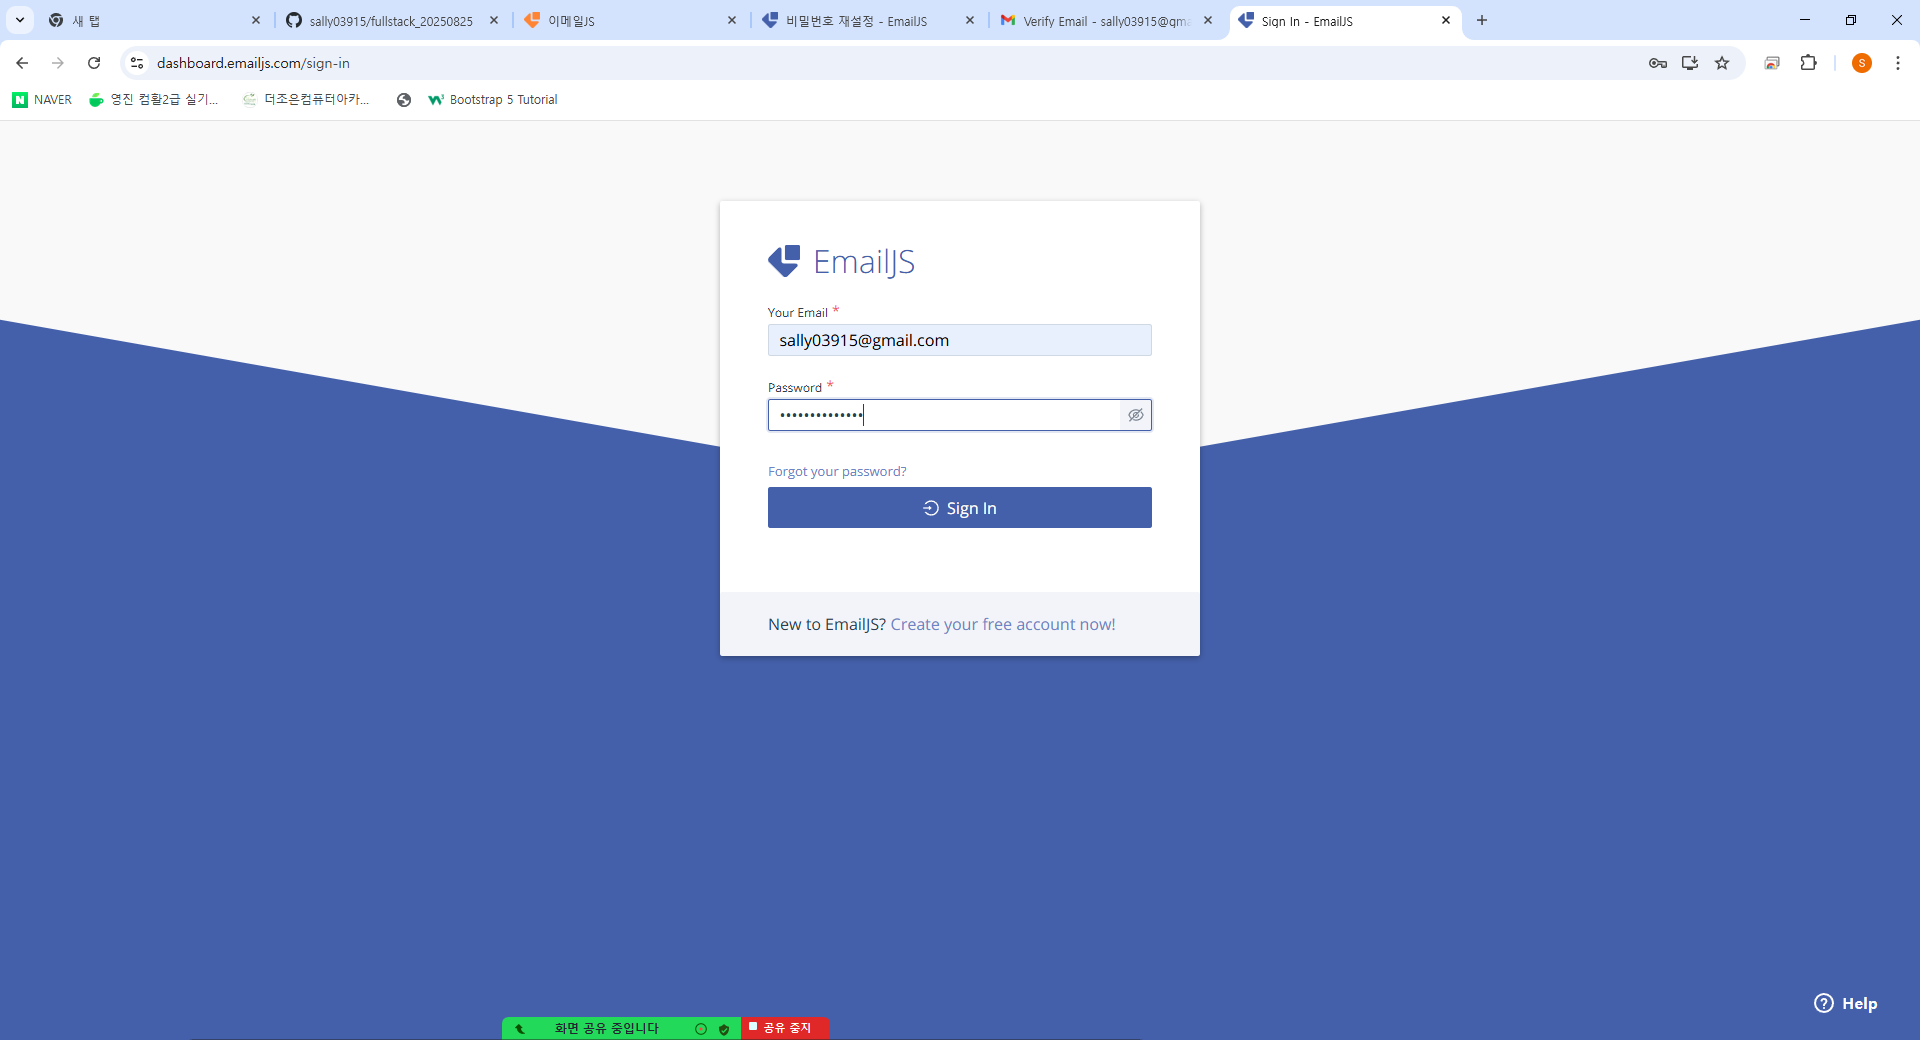 새 탭
sally03915/fullstack_20250825
이메일JS
비밀번호 재설정 - EmailJS
Verify Email - sally03915@gma
Sign In - EmailJS
dashboard.emailjs.com/sign-in
S
NAVER
영진 컴활2급 실기...
더조은컴퓨터아카...
Bootstrap 5 Tutorial
EmailJS
Your Email *
sally03915@gmail.com
Password *
••••••••••••••
Forgot your password?
Sign In
New to EmailJS? Create your free account now!
Help
화면 공유 중입니다
공유 중지